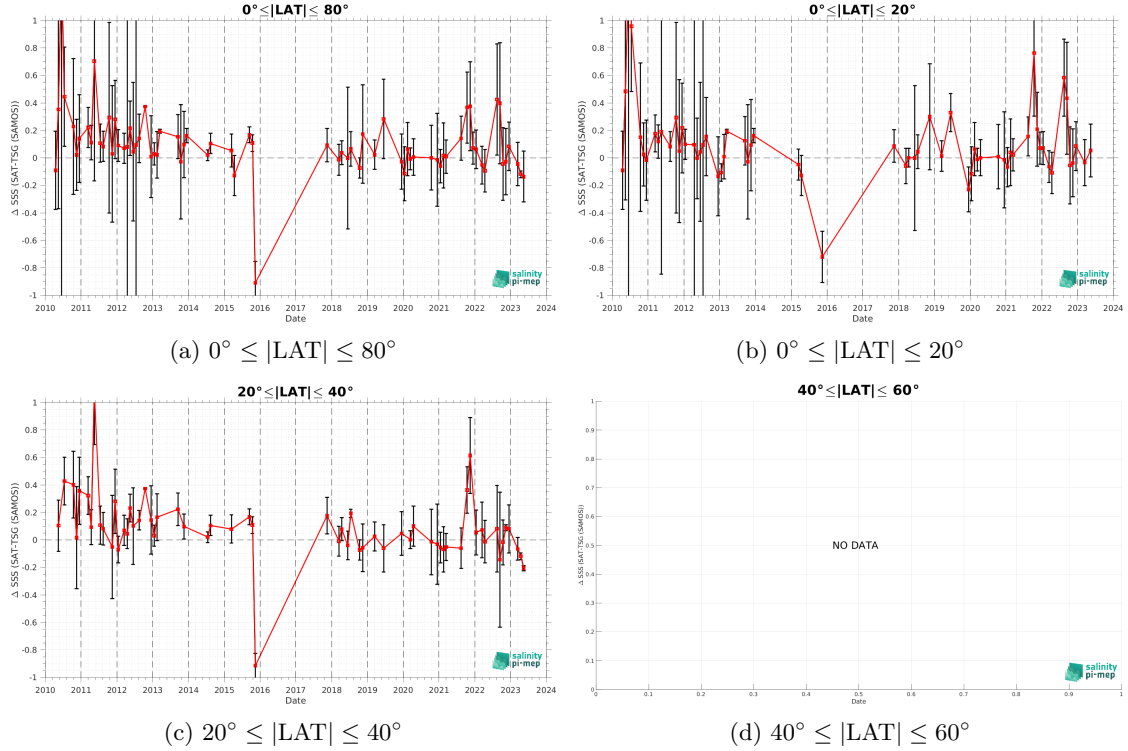 0°≤|LAT|≤ 80°
Δ SSS (SAT-TSG (SAMOS))
1
0.8
0.6
0.4
0.2
0
-0.2
-0.4
-0.6
-0.8
-1
2010 2011 2012 2013 2014 2015 2016 2017 2018 2019 2020 2021 2022 2023 2024
Date
salinity
pi-mep
(a) 0° ≤ |LAT| ≤ 80°
0°≤|LAT|≤ 20°
Δ SSS (SAT-TSG (SAMOS))
1
0.8
0.6
0.4
0.2
0
-0.2
-0.4
-0.6
-0.8
-1
2010 2011 2012 2013 2014 2015 2016 2017 2018 2019 2020 2021 2022 2023 2024
Date
salinity
pi-mep
(b) 0° ≤ |LAT| ≤ 20°
20°≤|LAT|≤ 40°
Δ SSS (SAT-TSG (SAMOS))
1
0.8
0.6
0.4
0.2
0
-0.2
-0.4
-0.6
-0.8
-1
2010 2011 2012 2013 2014 2015 2016 2017 2018 2019 2020 2021 2022 2023 2024
Date
salinity
pi-mep
(c) 20° ≤ |LAT| ≤ 40°
40°≤|LAT|≤ 60°
Δ SSS (SAT-TSG (SAMOS))
1
0.9
0.8
0.7
0.6
0.5
0.4
0.3
0.2
0.1
0
NO DATA
0 0.1 0.2 0.3 0.4 0.5 0.6 0.7 0.8 0.9 1
Date
salinity
pi-mep
(d) 40° ≤ |LAT| ≤ 60°